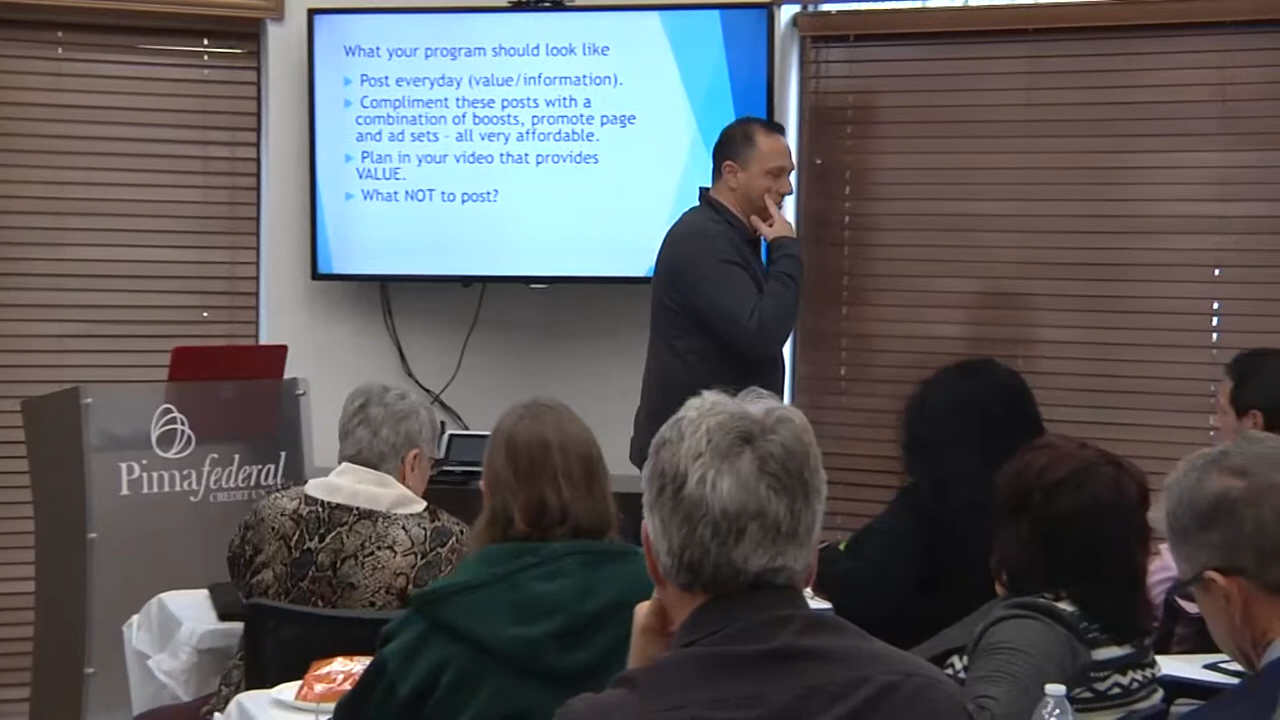 What your program should look like
Post everyday (value/information).
Compliment these posts with a
combination of boosts, promote page
and ad sets - all very affordable.
Plan in your video that provides
VALUE.
What NOT to post?
Pimafederal
CREDIT UNION